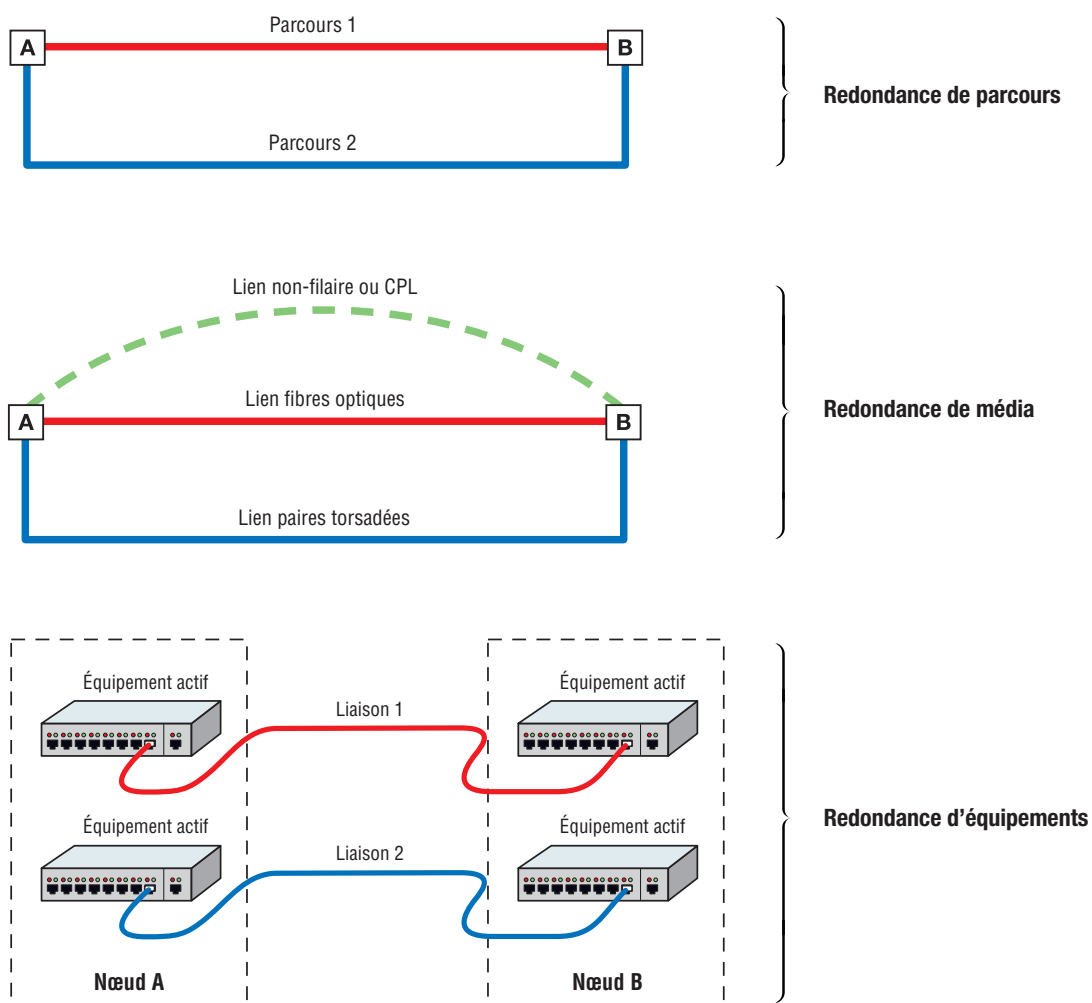 Parcours 1
A
B
Parcours 2
Redondance de parcours
Lien non-filaire ou CPL
Lien fibres optiques
A
B
Lien paires torsadées
Redondance de média
Équipement actif
Équipement actif
Liaison 1
Équipement actif
Équipement actif
Liaison 2
Nœud A
Nœud B
Redondance d'équipements